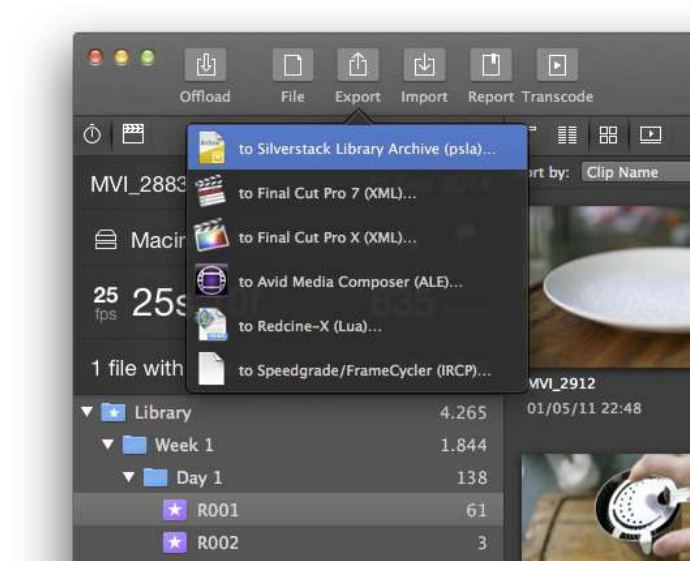 Offload File Export Import Report Transcode
to Silverstack Library Archive (psla)...
MVI_2883
to Final Cut Pro 7 (XML)...
Sort by: Clip Name
to Final Cut Pro X (XML)...
to Avid Media Composer (ALE)...
25 fps 25s
635
to Redcine-X (Lua)...
1 file with
to Speedgrade/FrameCycler (IRCP)...
MVI_2912
01/05/11 22:48
Library 4.265
Week 1 1.844
Day 1 138
R001 61
R002 3